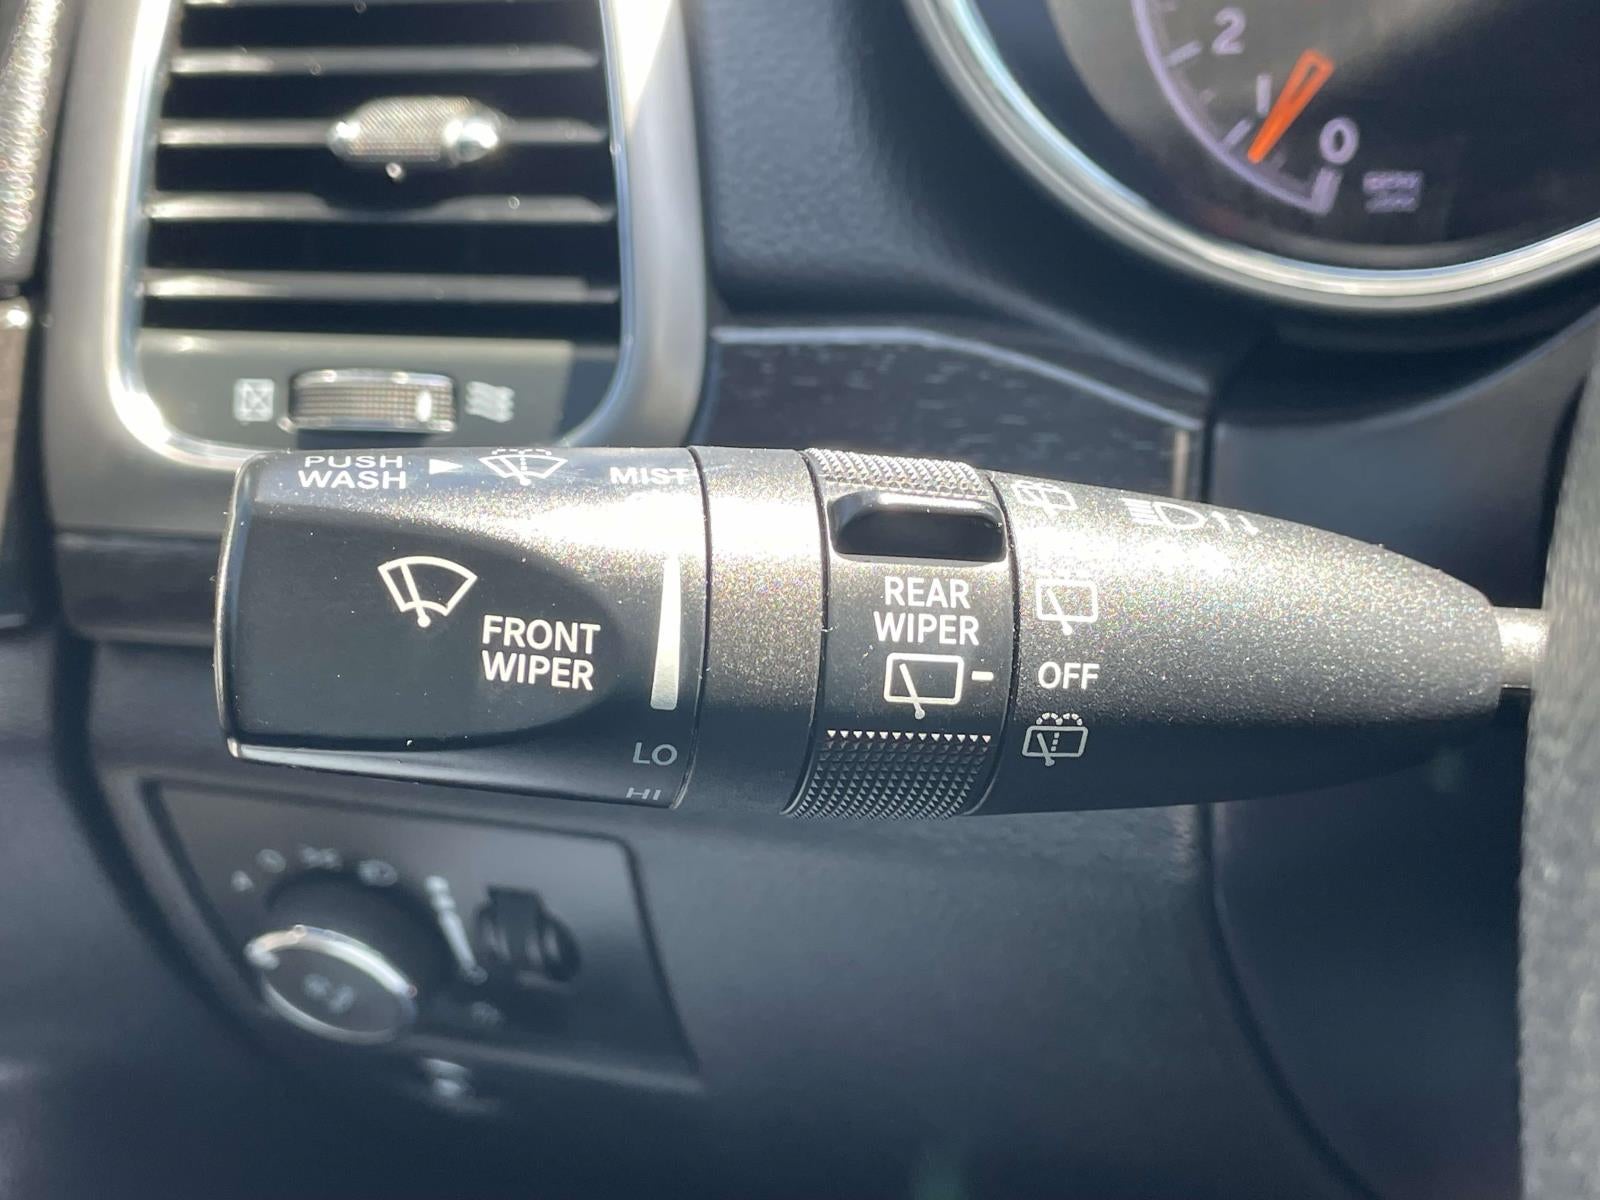 2
1
0
PUSH
WASH
MIST
FRONT
WIPER
LO
HI
REAR
WIPER
OFF